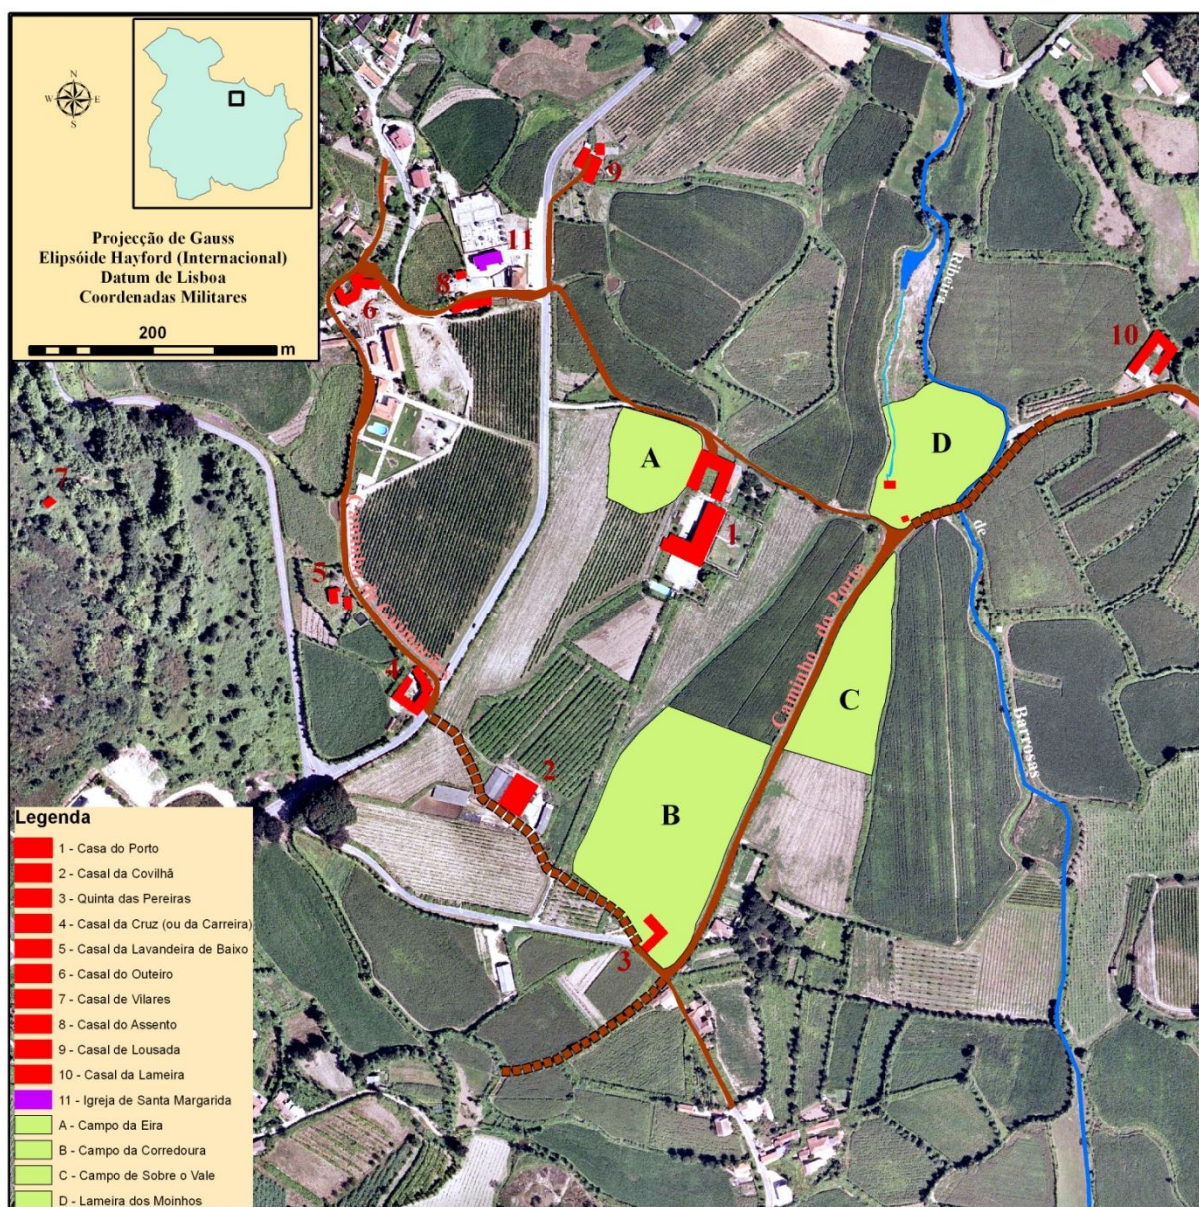 N
W E
S
Projecção de Gauss
Elipsóide Hayford (Internacional)
Datum de Lisboa
Coordenadas Militares
200
m
9
11
8
6
Ribeira
10
7
A
D
1
5
de
Caminho do Porto
4
C
Barrosas
2
B
3
Legenda
1 - Casa do Porto
2 - Casal da Covilhã
3 - Quinta das Pereiras
4 - Casal da Cruz (ou da Carreira)
5 - Casal da Lavandeira de Baixo
6 - Casal do Outeiro
7 - Casal de Vilares
8 - Casal do Assento
9 - Casal de Lousada
10 - Casal da Lameira
11 - Igreja de Santa Margarida
A - Campo da Eira
B - Campo da Corredoura
C - Campo de Sobre o Vale
D - Lameira dos Moinhos